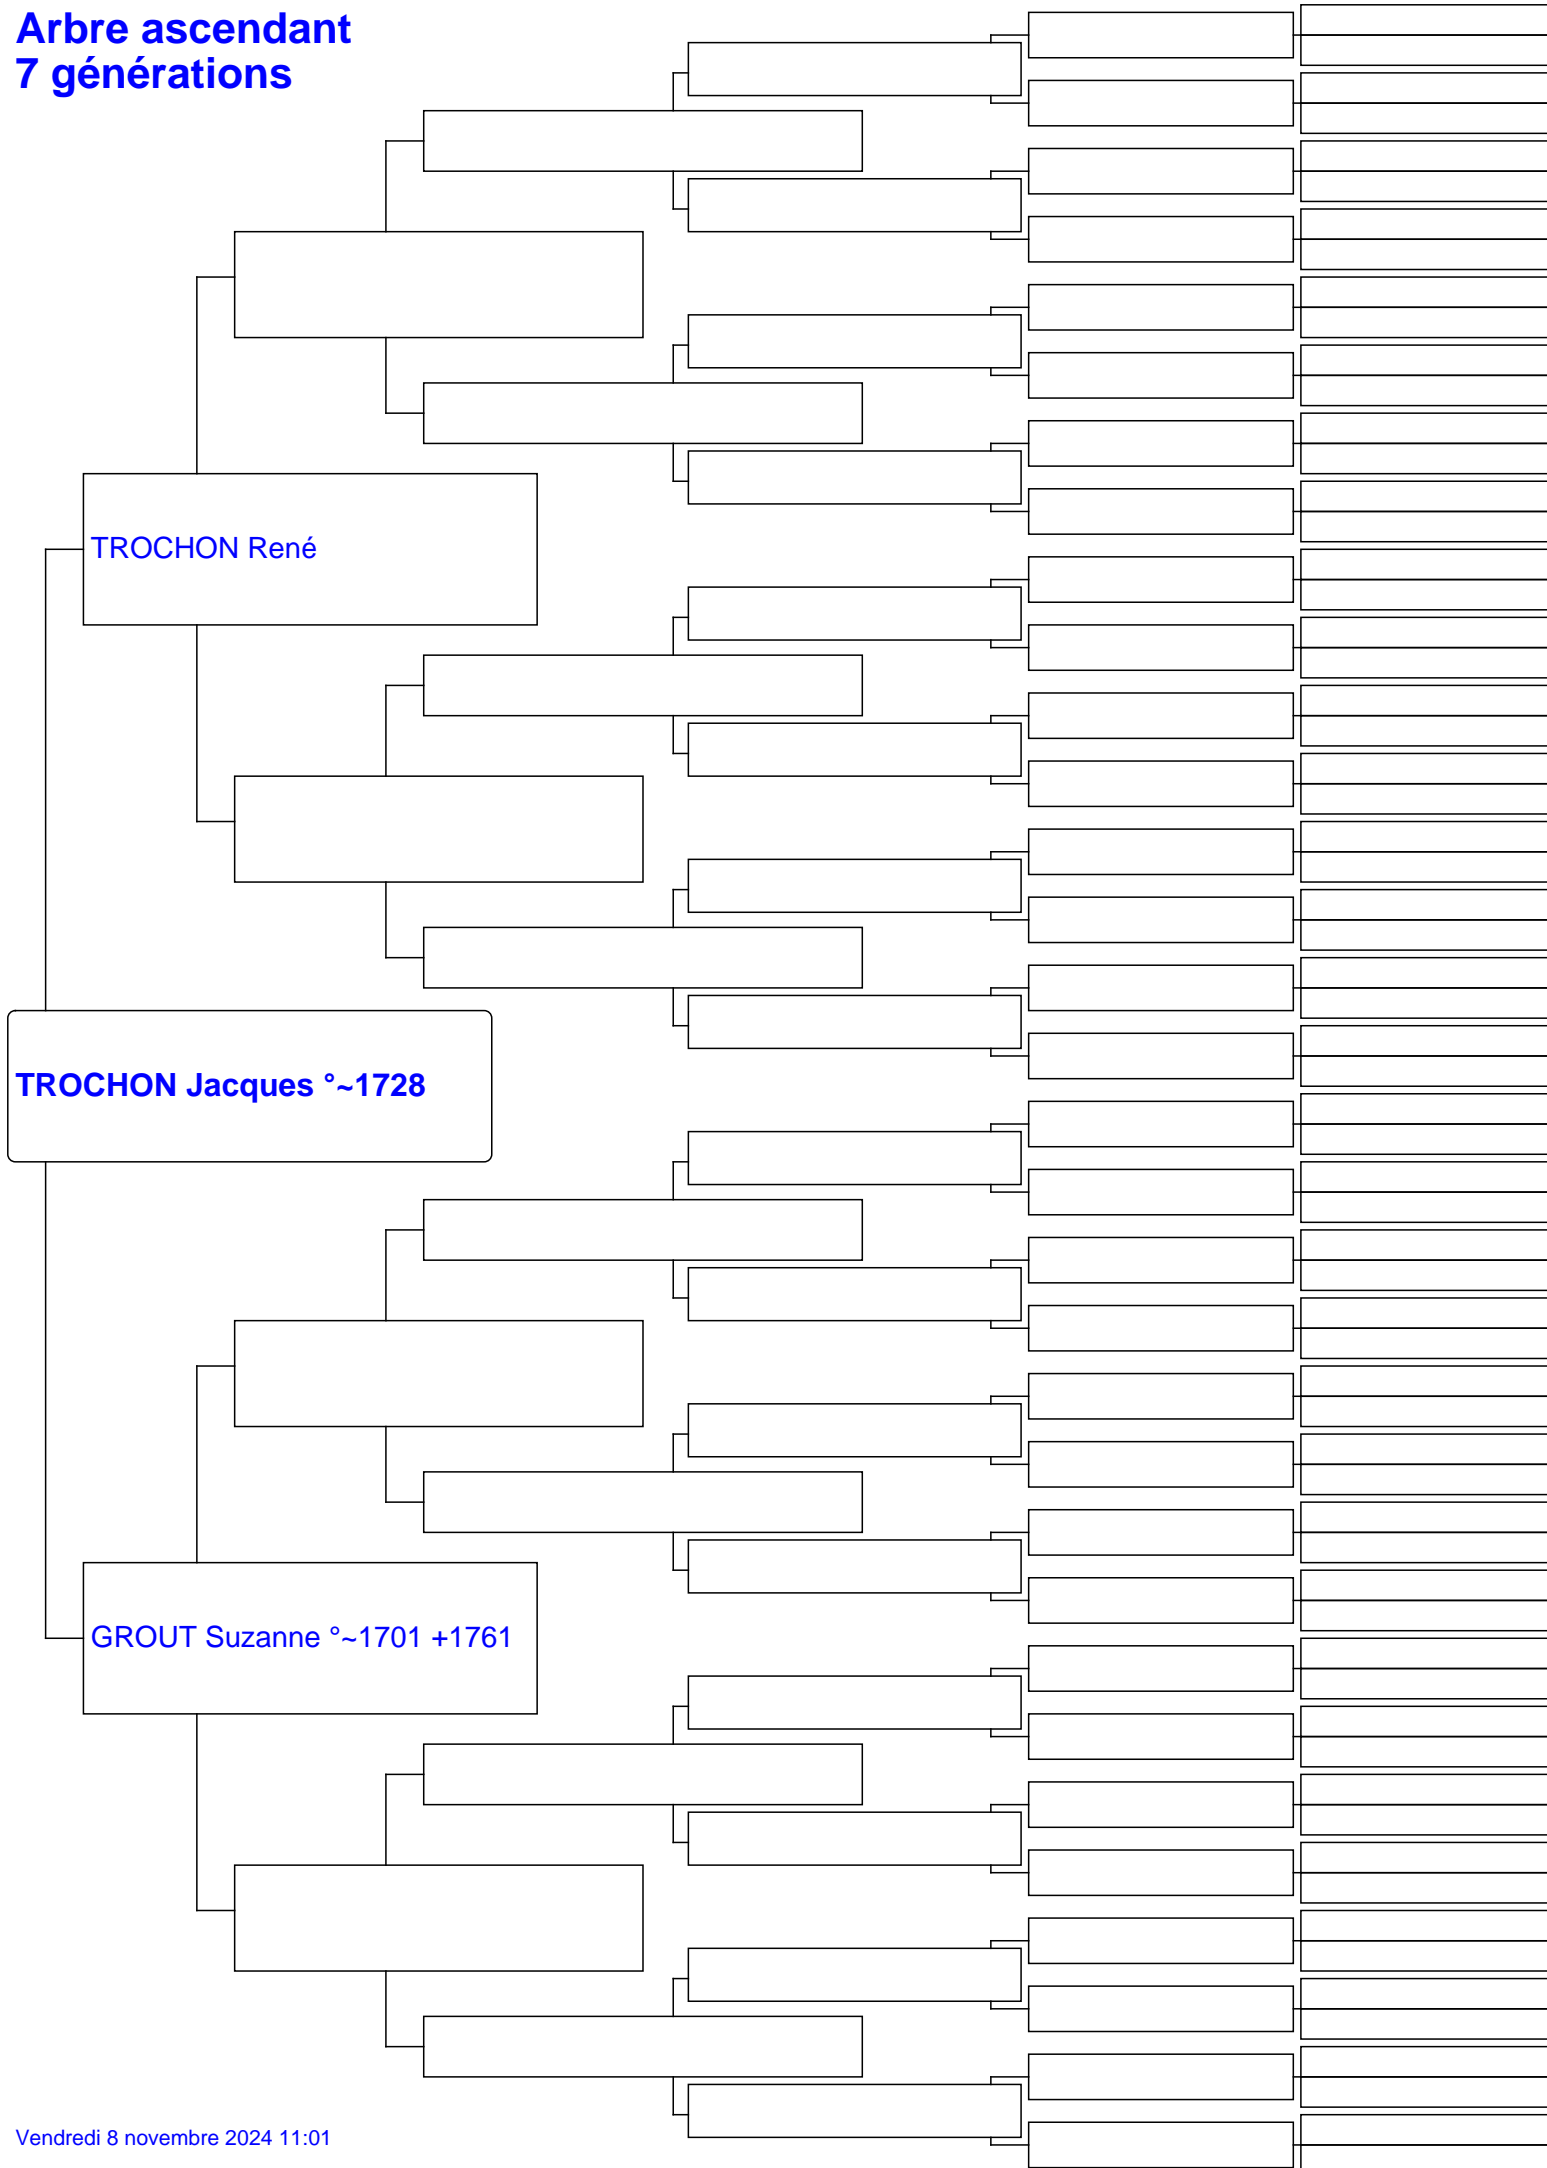 Arbre ascendant
7 générations
TROCHON René
TROCHON Jacques °~1728
GROUT Suzanne °~1701 +1761
Vendredi 8 novembre 2024 11:01